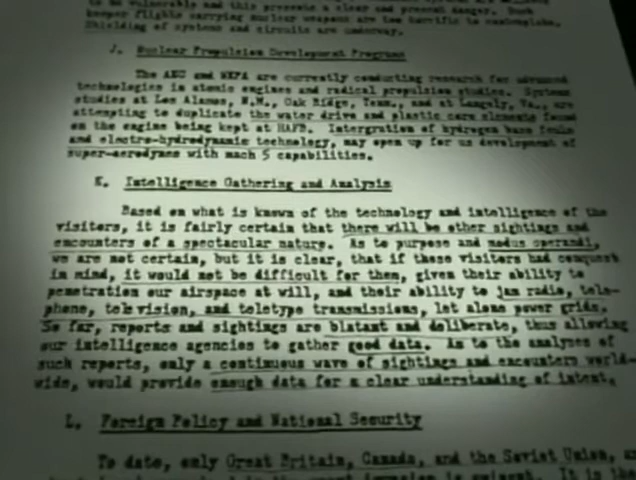 to be vulnerable and this presents a clear and present danger. Such
keeper flights carrying nuclear weapons are too horrific to contemplate.
Shielding of systems and circuits are underway.
J. Nuclear Propulsion Development Programs
The AEC and NEPA are currently conducting research for advanced
technologies in atomic engines and radical propulsion studies. Systems
studies at Los Alamos, N.M., Oak Ridge, Tenn., and at Langely, Va., are
attempting to duplicate the water drive and plastic core elements found
on the engine being kept at HAFB. Intergration of hydrogen base fuels
and electro-hydrodynamic technology, may open up for us development of
super-aerodynes with mach 5 capabilities.
K. Intelligence Gathering and Analysis
Based on what is known of the technology and intelligence of the
visitors, it is fairly certain that there will be other sightings and
encounters of a spectacular nature. As to purpose and modus operandi,
we are not certain, but it is clear, that if these visitors had conquest
in mind, it would not be difficult for them, given their ability to
penetration our airspace at will, and their ability to jam radio, tele-
phone, television, and teletype transmissions, let alone power grids.
So far, reports and sightings are blatant and deliberate, thus allowing
our intelligence agencies to gather good data. As to the analyses of
such reports, only a continuous wave of sightings and encounters world-
wide, would provide enough data for a clear understanding of intent.
L. Foreign Policy and National Security
To date, only Great Britain, Canada, and the Soviet Union, a
is evident. It is the